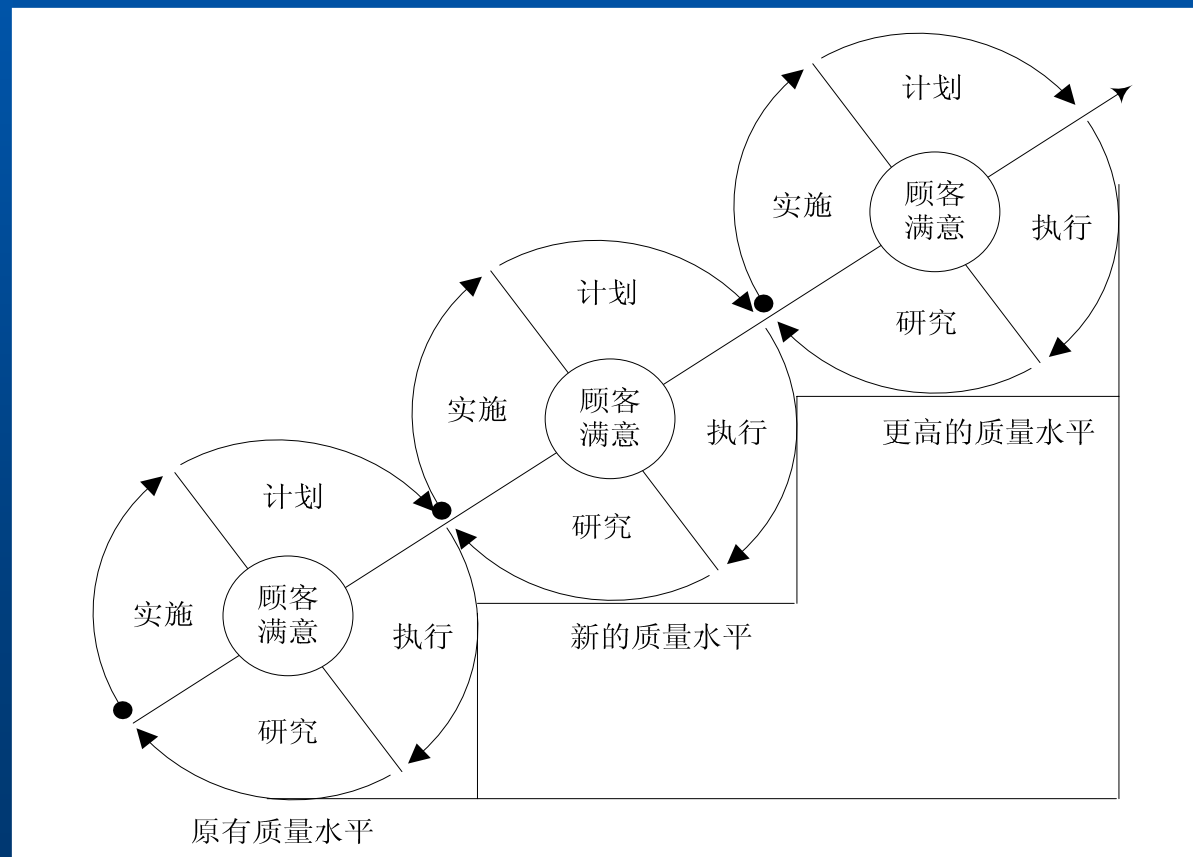 计划
实施
顾客
满意
执行
研究
更高的质量水平
计划
实施
顾客
满意
执行
研究
新的质量水平
计划
实施
顾客
满意
执行
研究
原有质量水平